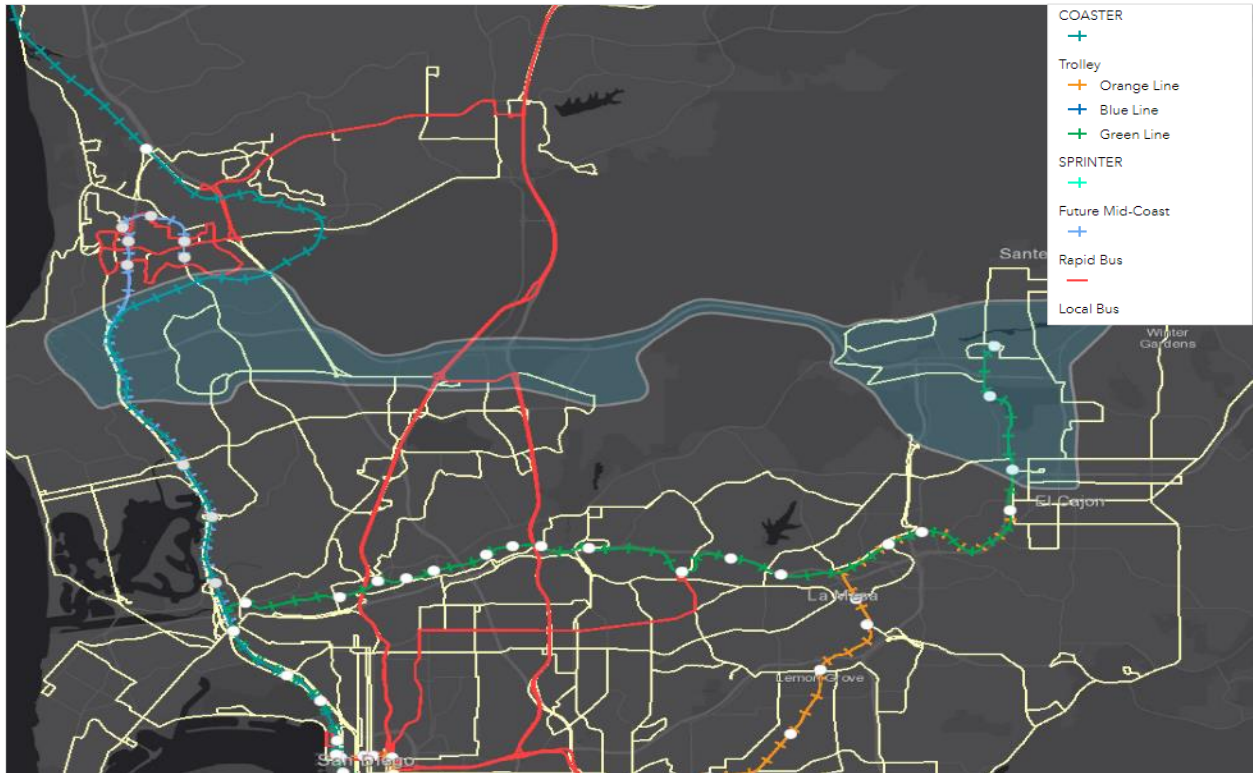 COASTER
Trolley
Orange Line
Blue Line
Green Line
SPRINTER
Future Mid-Coast
Rapid Bus
Local Bus
Sante
Winter
Gardens
El Cajon
La Mesa
Lemon Grove
San Diego